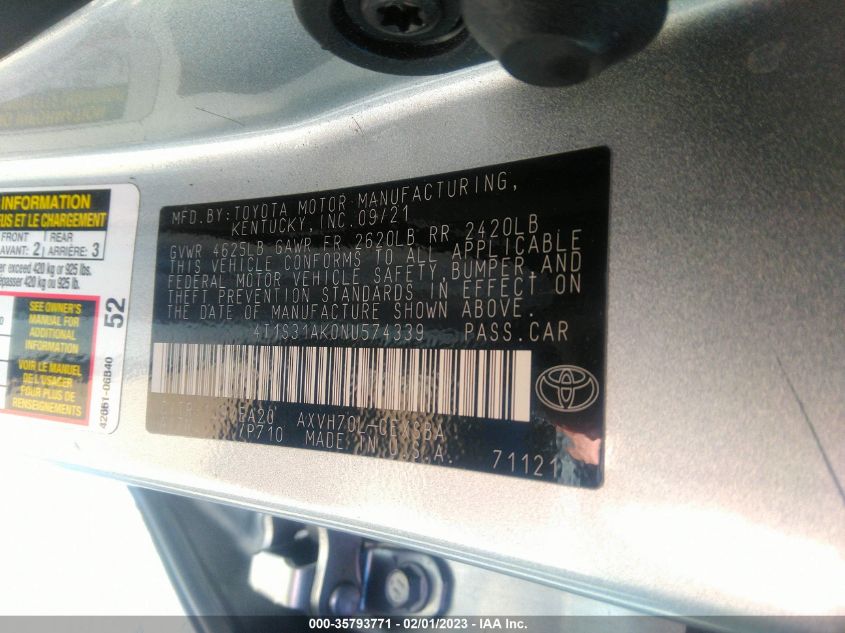 INFORMATION
US ET LE CHARGEMENT
FRONT
AVANT: 2
REAR
ARRIÈRE: 3
exceed 420 kg or 925 lbs.
passer 420 kg ou 925 lb.
SEE OWNER'S
MANUAL FOR
ADDITIONAL
INFORMATION
VOIR LE MANUEL
DE L'USAGER
POUR PLUS DE
RENSEIGNEMENTS
52
42061-06B40
MFD.BY:TOYOTA MOTOR MANUFACTURING,
KENTUCKY, INC. 09/21
GVWR 4625LB GAWR FR 2620LB RR 2420LB
THIS VEHICLE CONFORMS TO ALL APPLICABLE
FEDERAL MOTOR VEHICLE SAFETY, BUMPER, AND
THEFT PREVENTION STANDARDS IN EFFECT ON
THE DATE OF MANUFACTURE SHOWN ABOVE.
4T1S31AK0NU574339 PASS.CAR
EA20 AXVH70L-
7P710 MADE IN U.S.A. 71121
000-35793771 - 02/01/2023 - IAA Inc.